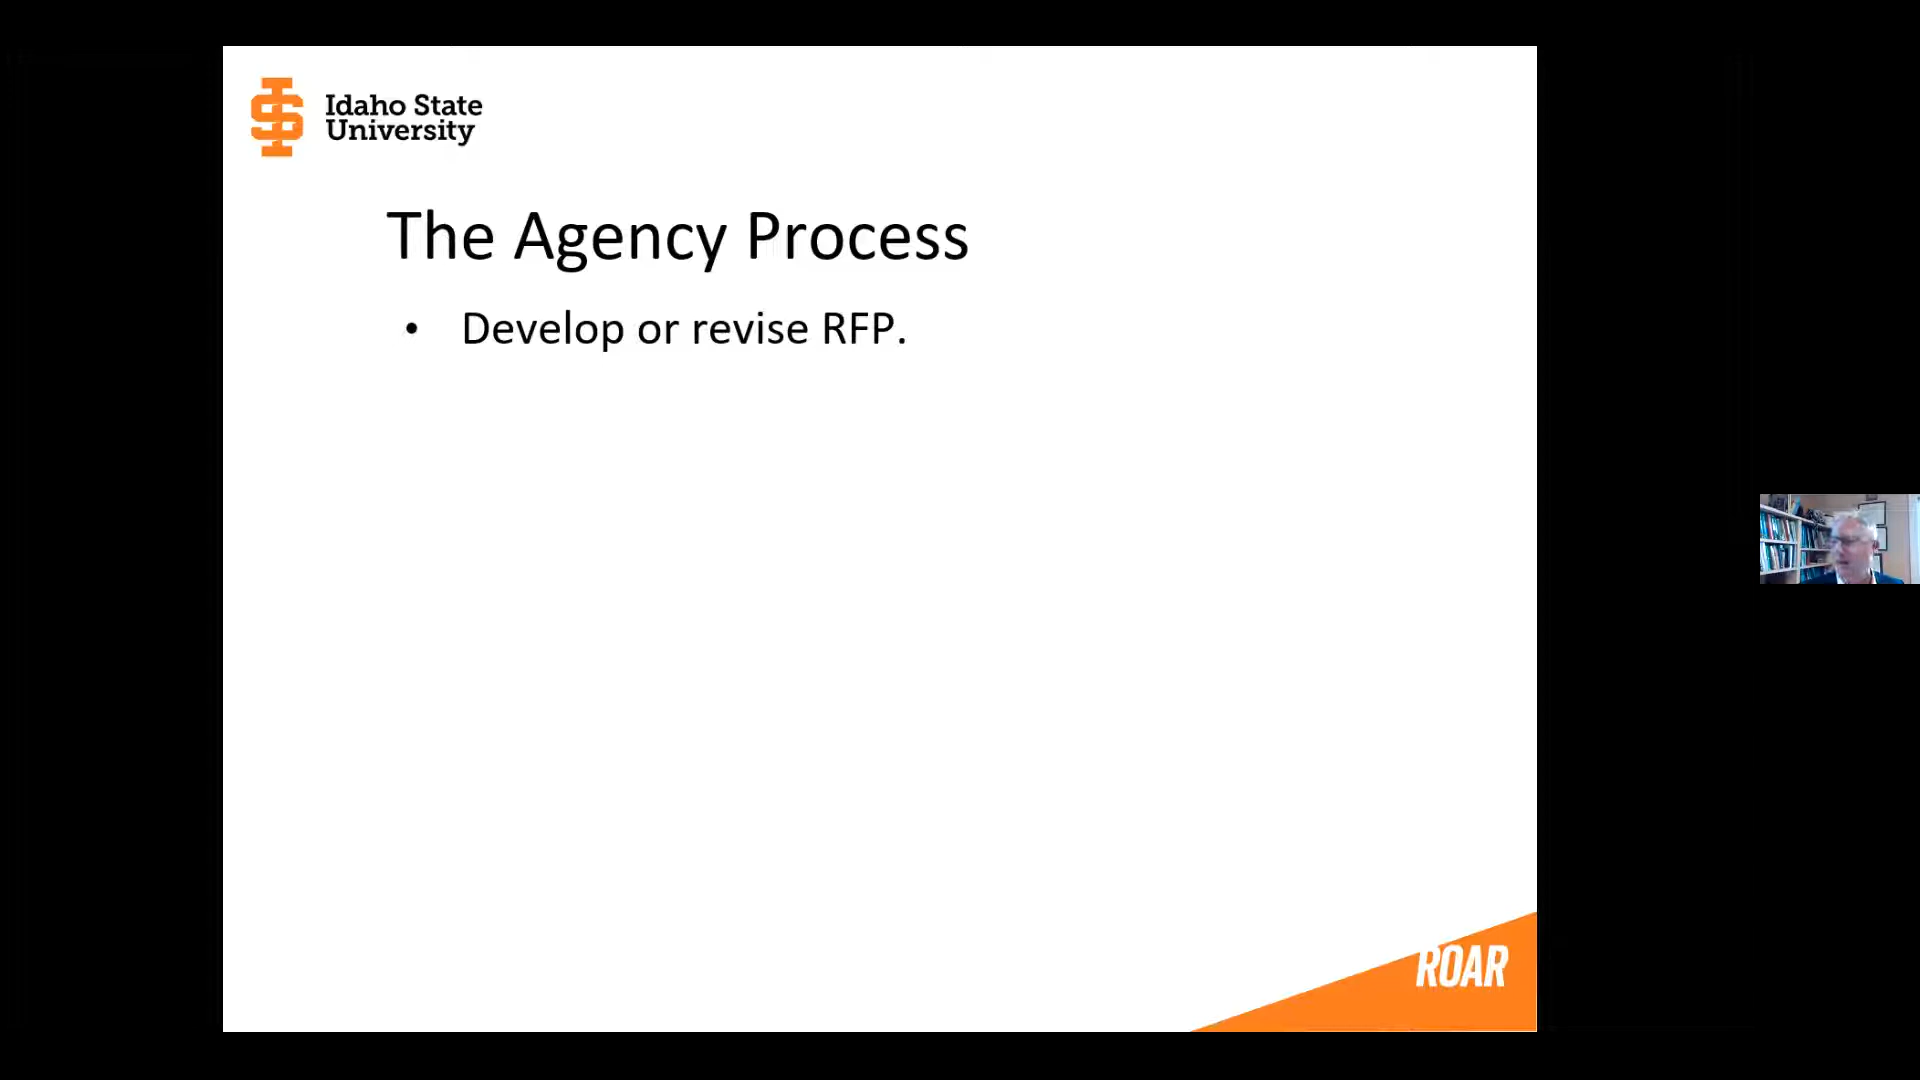 Idaho State
University
The Agency Process
• Develop or revise RFP.
ROAR